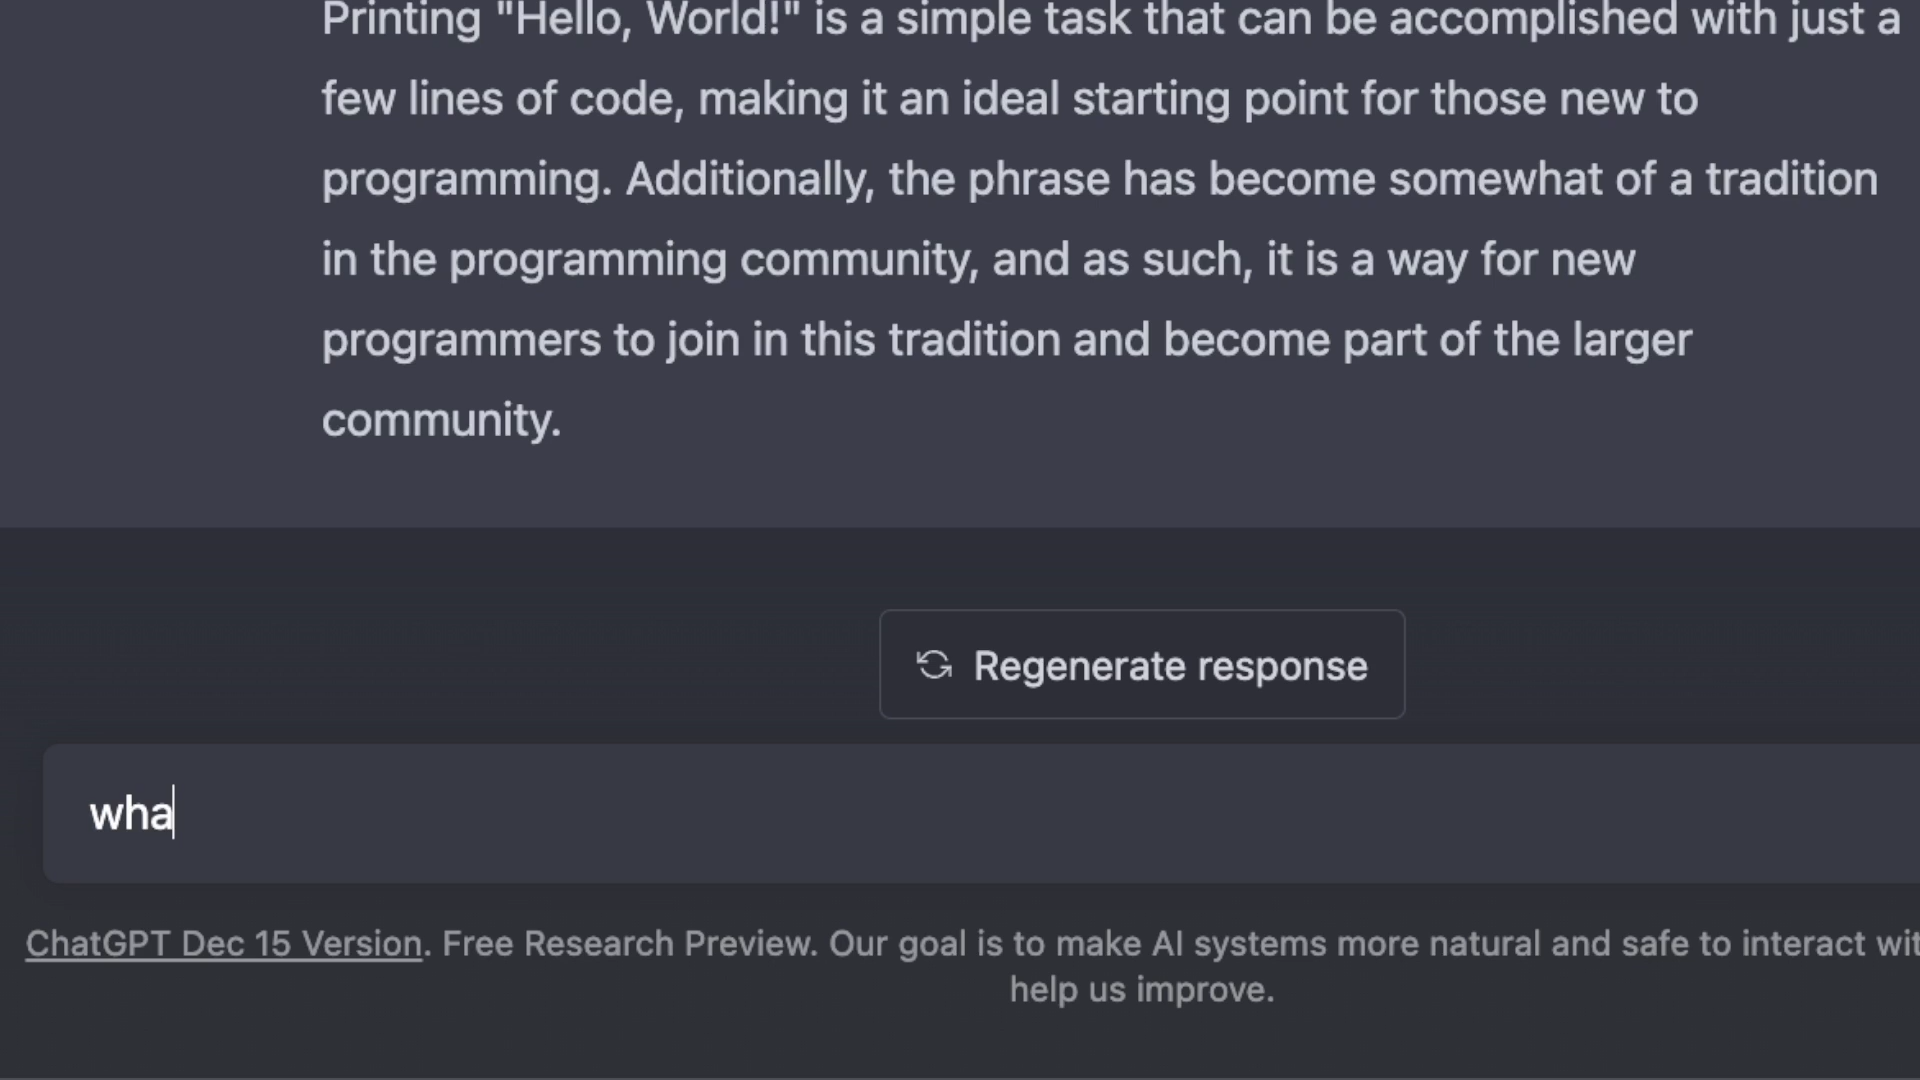 Printing "Hello, World!" is a simple task that can be accomplished with just a
few lines of code, making it an ideal starting point for those new to
programming. Additionally, the phrase has become somewhat of a tradition
in the programming community, and as such, it is a way for new
programmers to join in this tradition and become part of the larger
community.
Regenerate response
wha
ChatGPT Dec 15 Version. Free Research Preview. Our goal is to make AI systems more natural and safe to interact wit
help us improve.